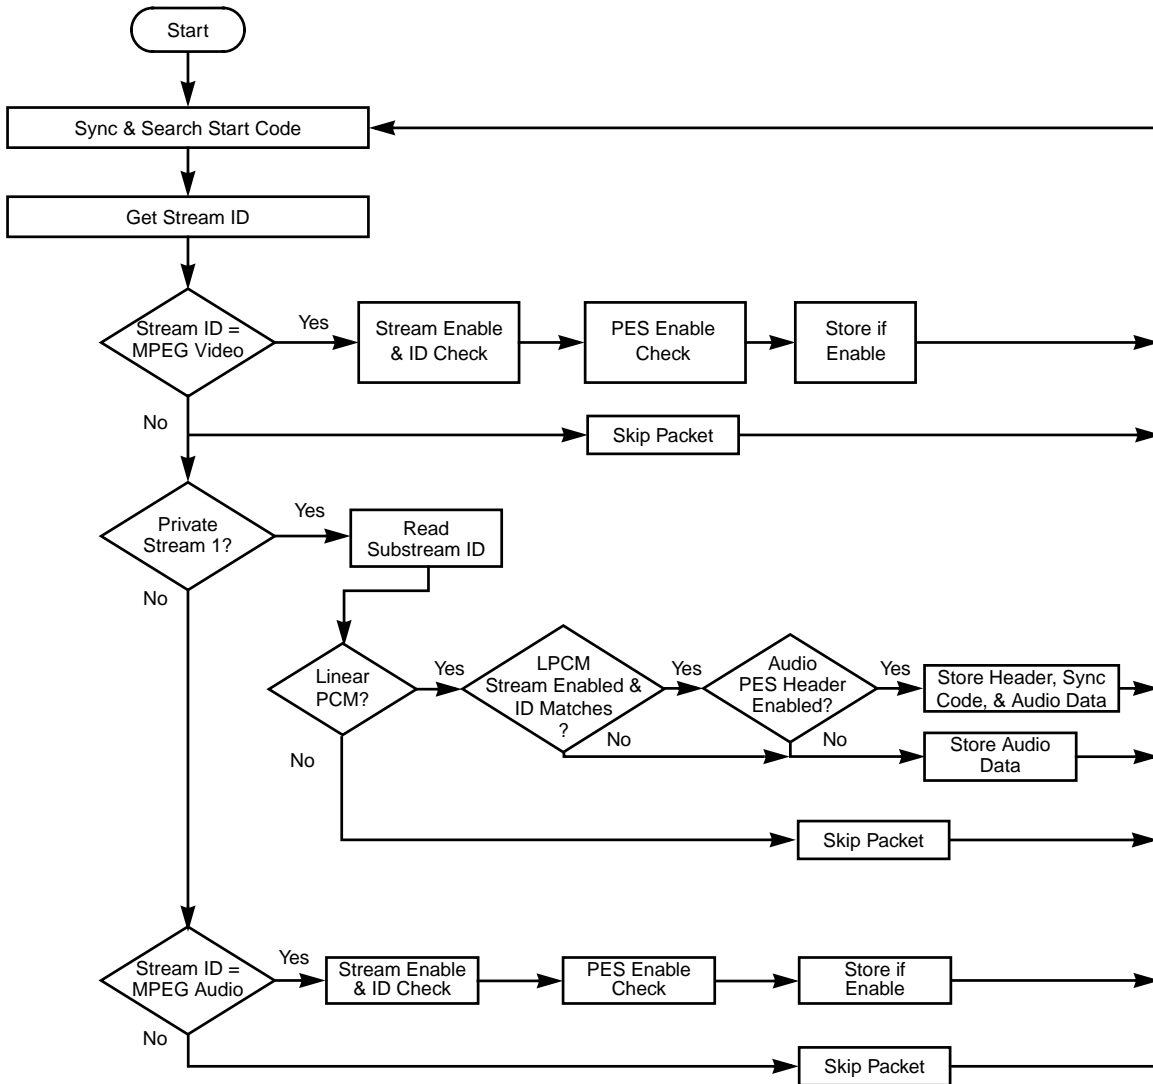 Start
Sync & Search Start Code
Get Stream ID
Stream ID =
MPEG Video
Yes
Stream Enable
& ID Check
PES Enable
Check
Store if
Enable
No
Skip Packet
Private
Stream 1?
Yes
Read
Substream ID
No
Linear
PCM?
Yes
LPCM
Stream Enabled &
ID Matches
?
Yes
Audio
PES Header
Enabled?
Yes
Store Header, Sync
Code, & Audio Data
No
No
No
Store Audio
Data
Skip Packet
Stream ID =
MPEG Audio
Yes
Stream Enable
& ID Check
PES Enable
Check
Store if
Enable
No
Skip Packet